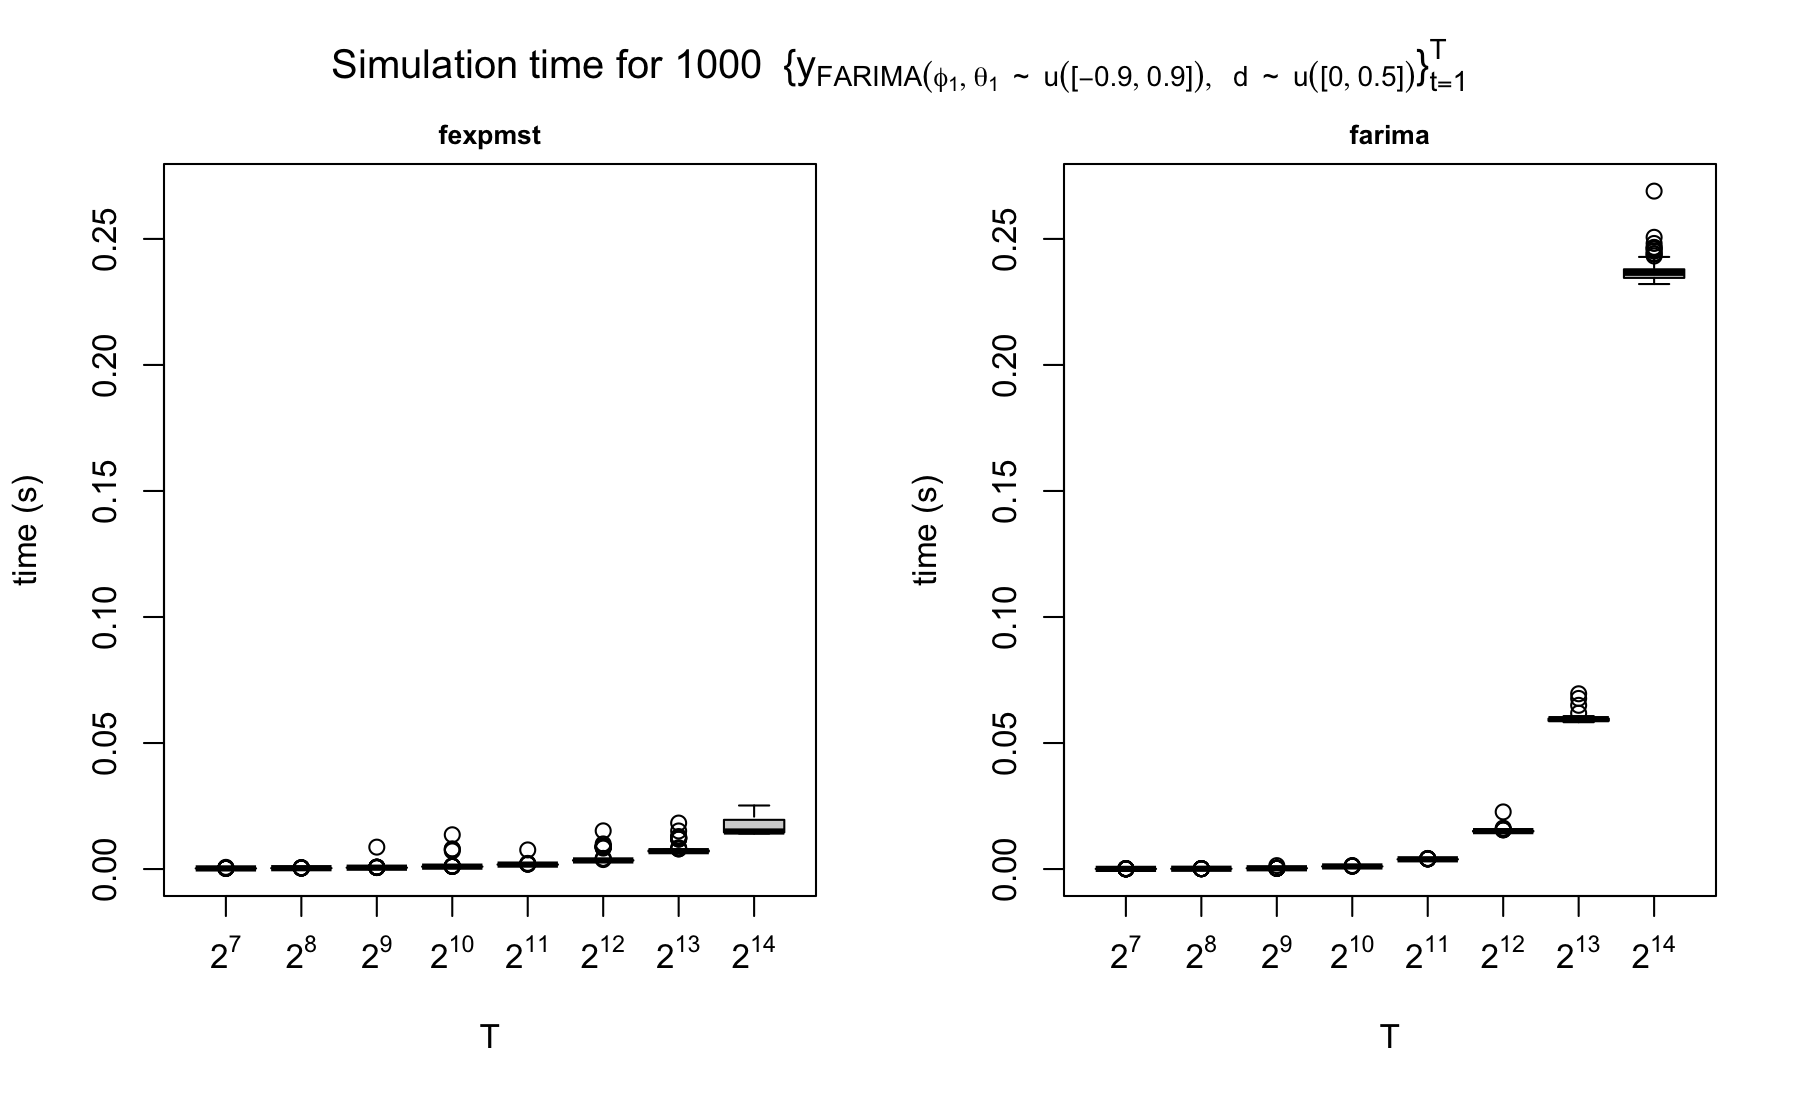 Simulation time for 1000 {y_FARIMA(ϕ₁, θ₁ ~ u([−0.9, 0.9]), d ~ u([0, 0.5])}_t=1^T
fexpmst
time (s)
0.25
0.20
0.15
0.10
0.05
0.00
2^7 2^8 2^9 2^10 2^11 2^12 2^13 2^14
T
farima
time (s)
0.25
0.20
0.15
0.10
0.05
0.00
2^7 2^8 2^9 2^10 2^11 2^12 2^13 2^14
T